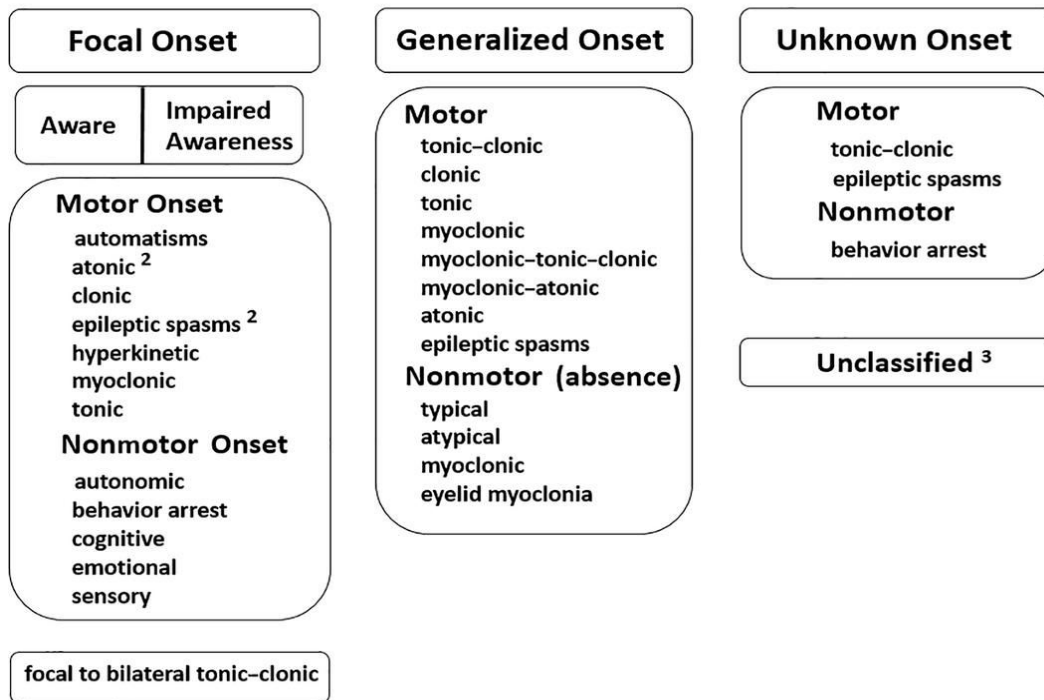 Focal Onset
Aware
Impaired
Awareness
Motor Onset
automatisms
atonic ²
clonic
epileptic spasms ²
hyperkinetic
myoclonic
tonic
Nonmotor Onset
autonomic
behavior arrest
cognitive
emotional
sensory
focal to bilateral tonic–clonic
Generalized Onset
Motor
tonic–clonic
clonic
tonic
myoclonic
myoclonic–tonic–clonic
myoclonic–atonic
atonic
epileptic spasms
Nonmotor (absence)
typical
atypical
myoclonic
eyelid myoclonia
Unknown Onset
Motor
tonic–clonic
epileptic spasms
Nonmotor
behavior arrest
Unclassified ³